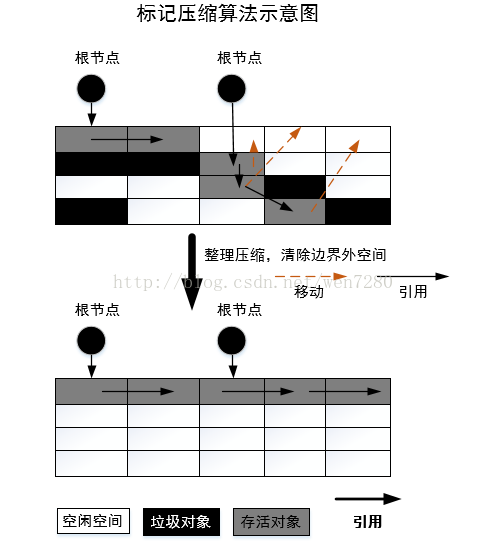 标记压缩算法示意图
根节点 根节点
整理压缩，清除边界外空间
http://blog.csdn.net/wen7280
移动 引用
根节点 根节点
空闲空间 垃圾对象 存活对象 引用